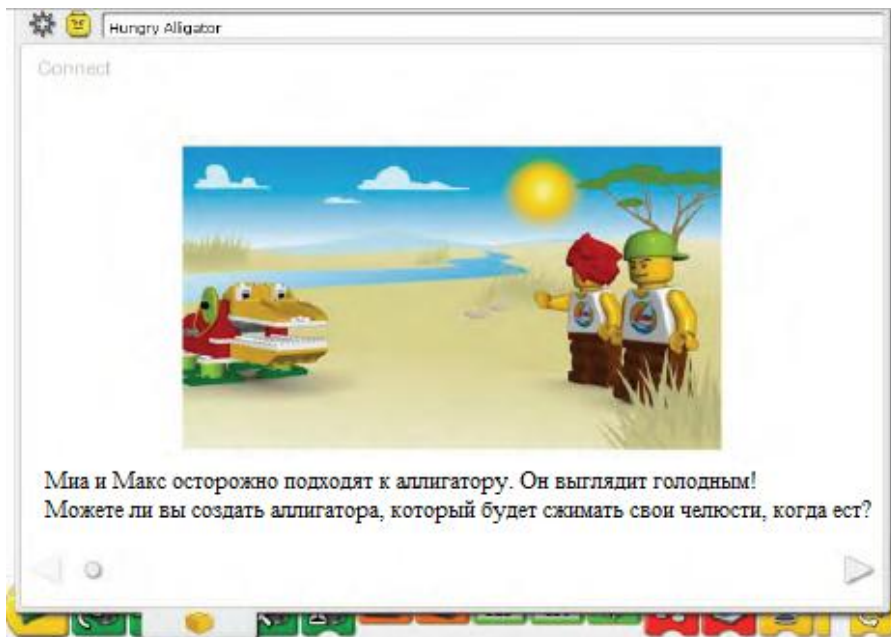 Hungry Alligator
Connect
Миа и Макс осторожно подходят к аллигатору. Он выглядит голодным!
Можете ли вы создать аллигатора, который будет сжимать свои челюсти, когда ест?